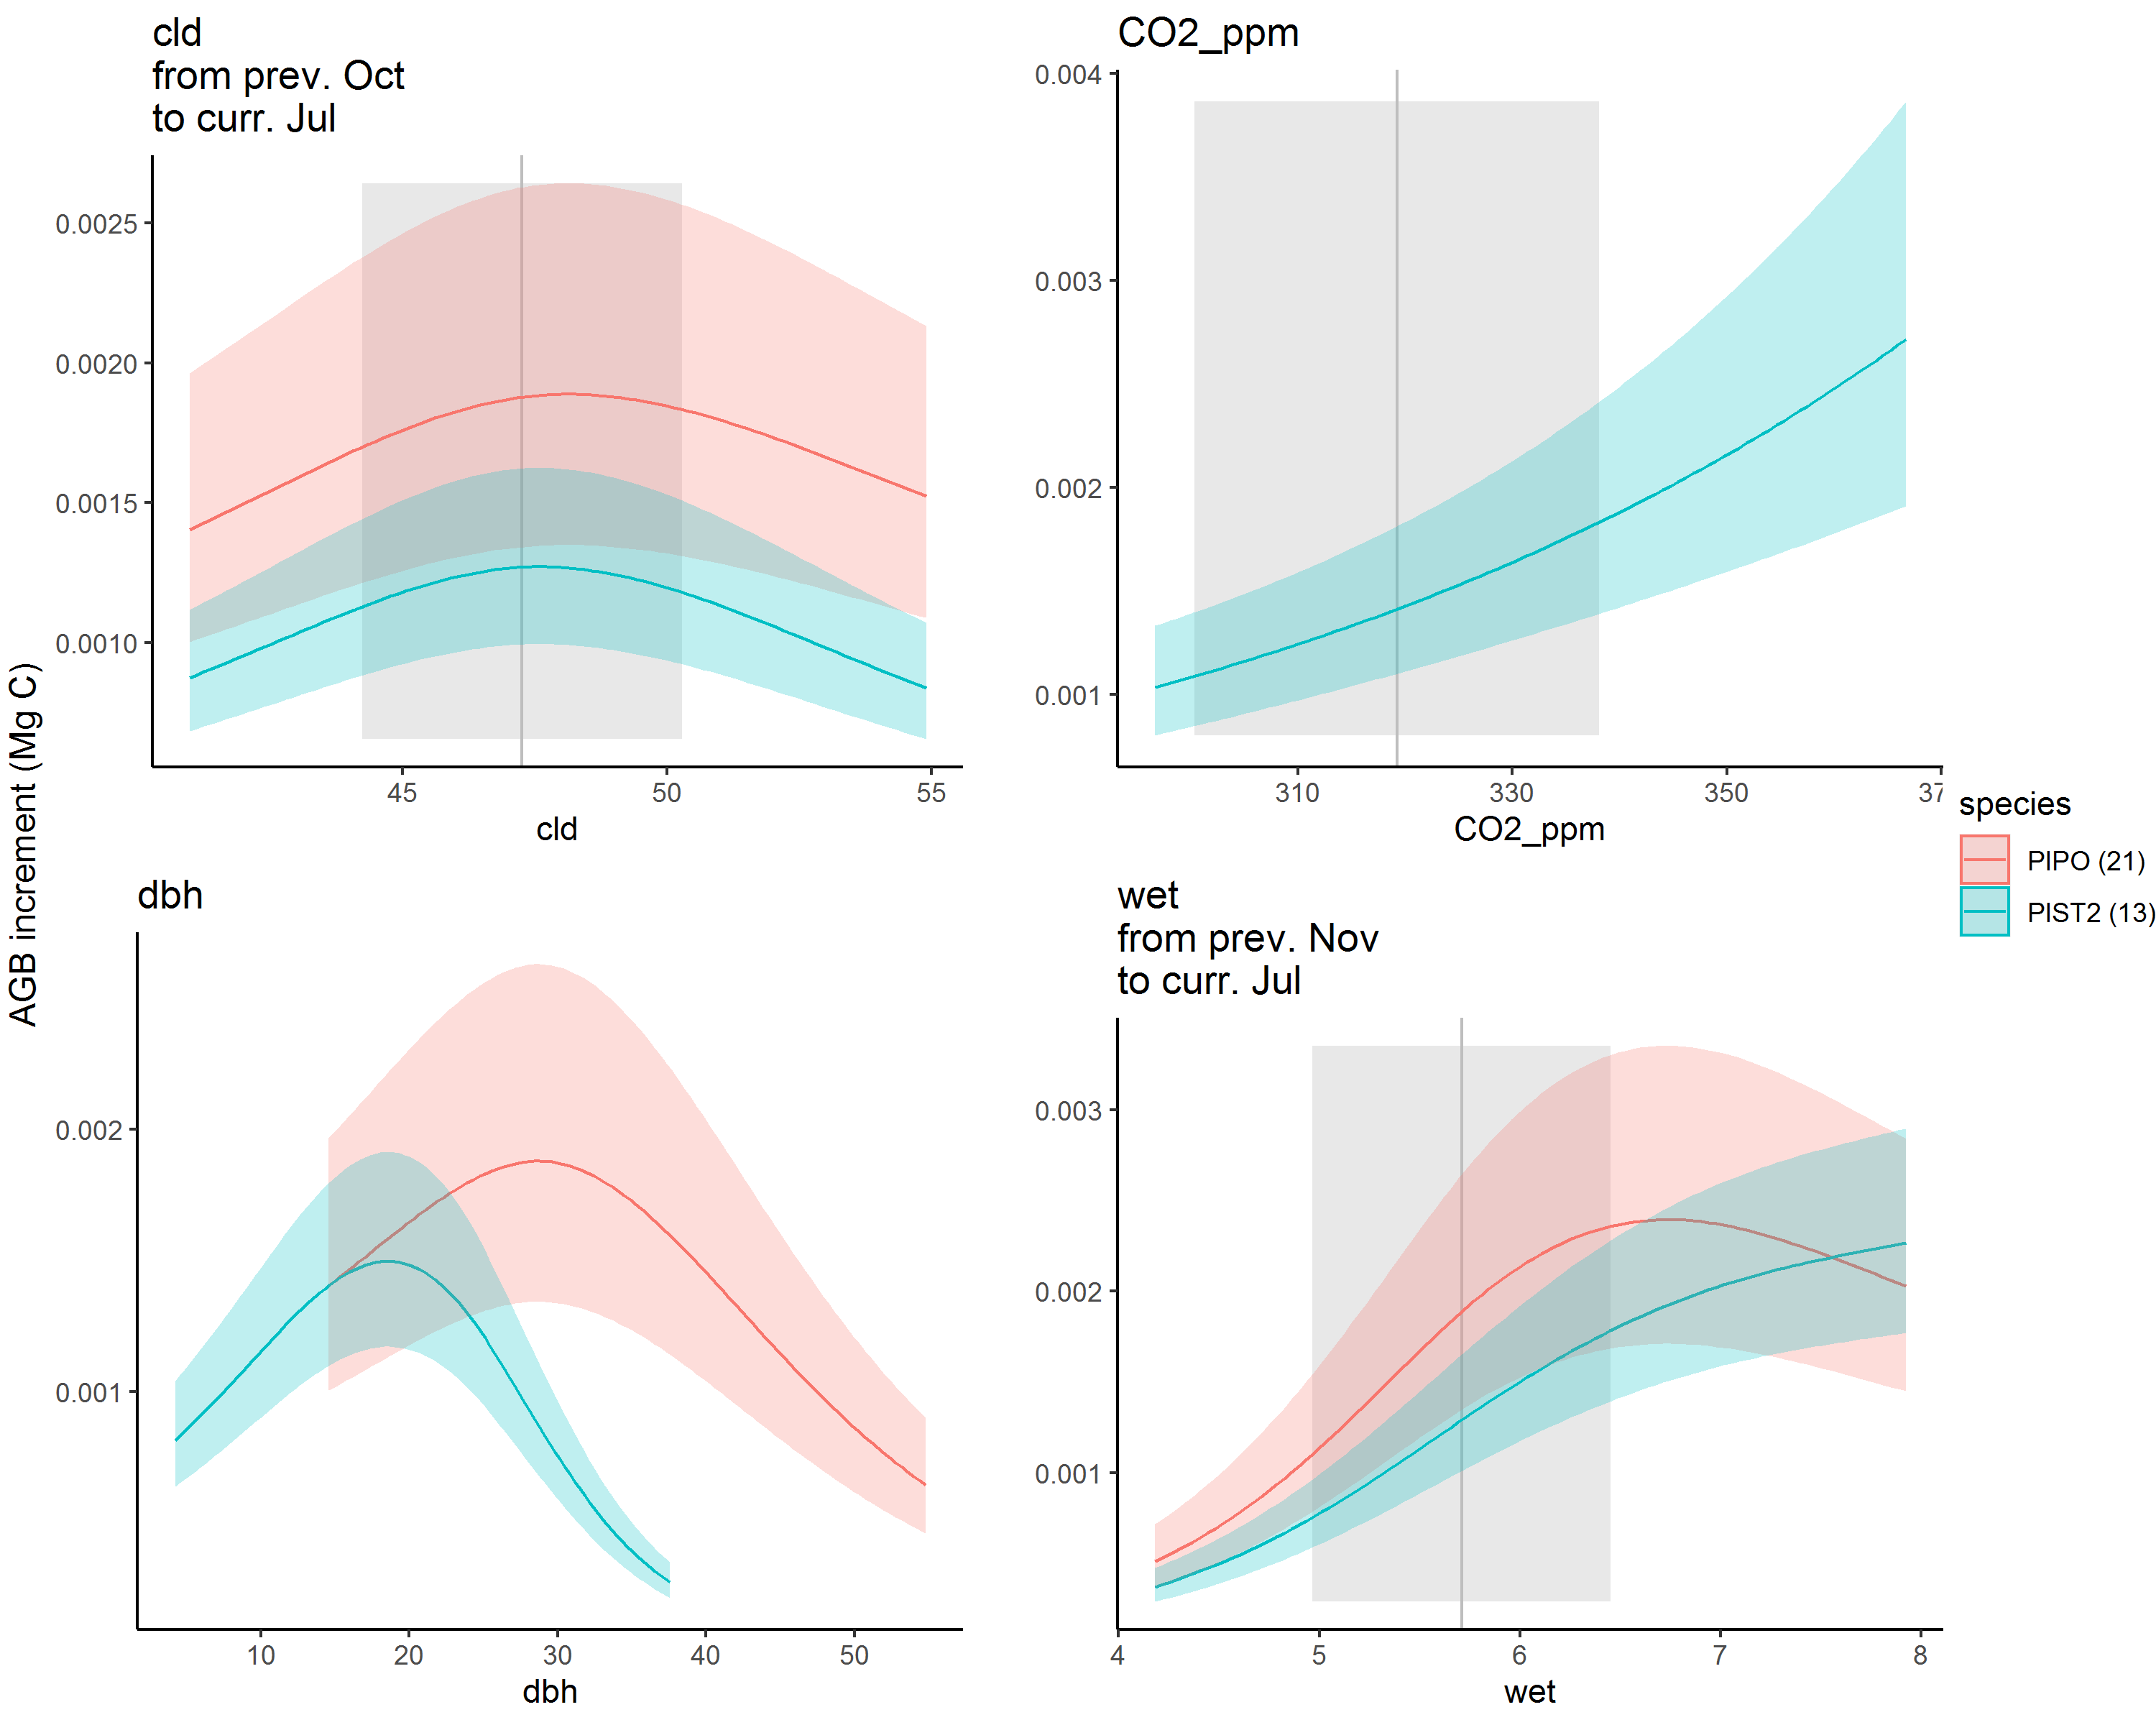 cld
from prev. Oct
to curr. Jul
0.0025
0.0020
0.0015
0.0010
45 50 55
cld
CO2_ppm
0.004
0.003
0.002
0.001
310 330 350 37
CO2_ppm
AGB increment (Mg C)
dbh
0.002
0.001
10 20 30 40 50
dbh
wet
from prev. Nov
to curr. Jul
0.003
0.002
0.001
4 5 6 7 8
wet
species
PIPO (21)
PIST2 (13)